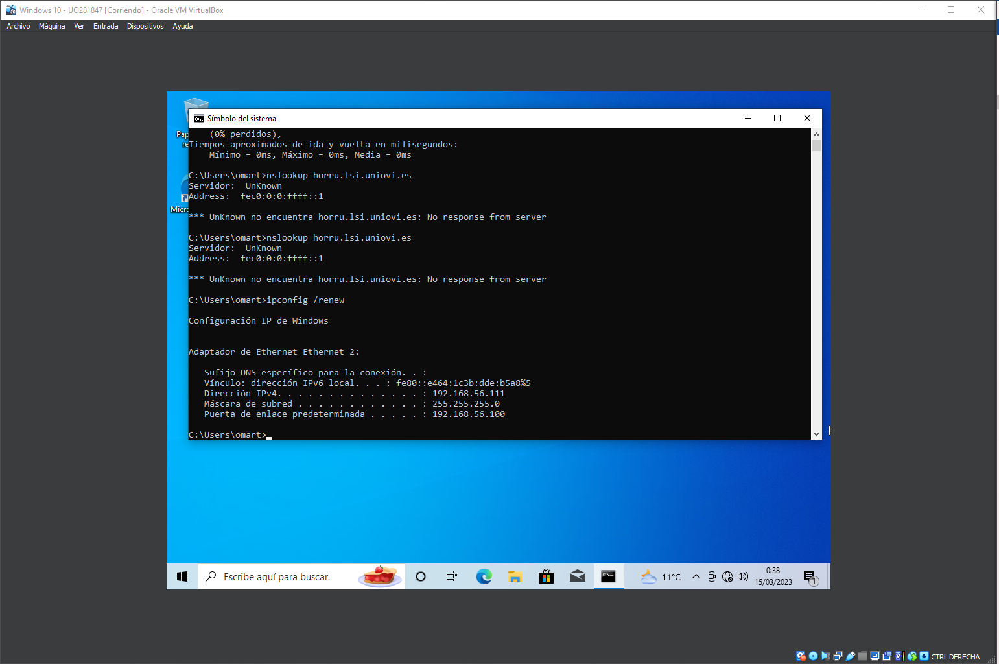 Windows 10 - UO281847 [Corriendo] - Oracle VM VirtualBox
Archivo Máquina Ver Entrada Dispositivos Ayuda
Símbolo del sistema
(0% perdidos),
Tiempos aproximados de ida y vuelta en milisegundos:
Mínimo = 0ms, Máximo = 0ms, Media = 0ms
C:\Users\omart>nslookup horru.lsi.uniovi.es
Servidor:  UnKnown
Address:  fec0:0:0:ffff::1
*** UnKnown no encuentra horru.lsi.uniovi.es: No response from server
C:\Users\omart>nslookup horru.lsi.uniovi.es
Servidor:  UnKnown
Address:  fec0:0:0:ffff::1
*** UnKnown no encuentra horru.lsi.uniovi.es: No response from server
C:\Users\omart>ipconfig /renew
Configuración IP de Windows
Adaptador de Ethernet Ethernet 2:
Sufijo DNS específico para la conexión. . :
Vínculo: dirección IPv6 local. . . : fe80::e464:1c3b:dde:b5a8%5
Dirección IPv4. . . . . . . . . . . . . . : 192.168.56.111
Máscara de subred . . . . . . . . . . . . : 255.255.255.0
Puerta de enlace predeterminada . . . . . : 192.168.56.100
C:\Users\omart>
Pap
re
Micro
Escribe aquí para buscar.
11°C
0:38
15/03/2023
1
CTRL DERECHA